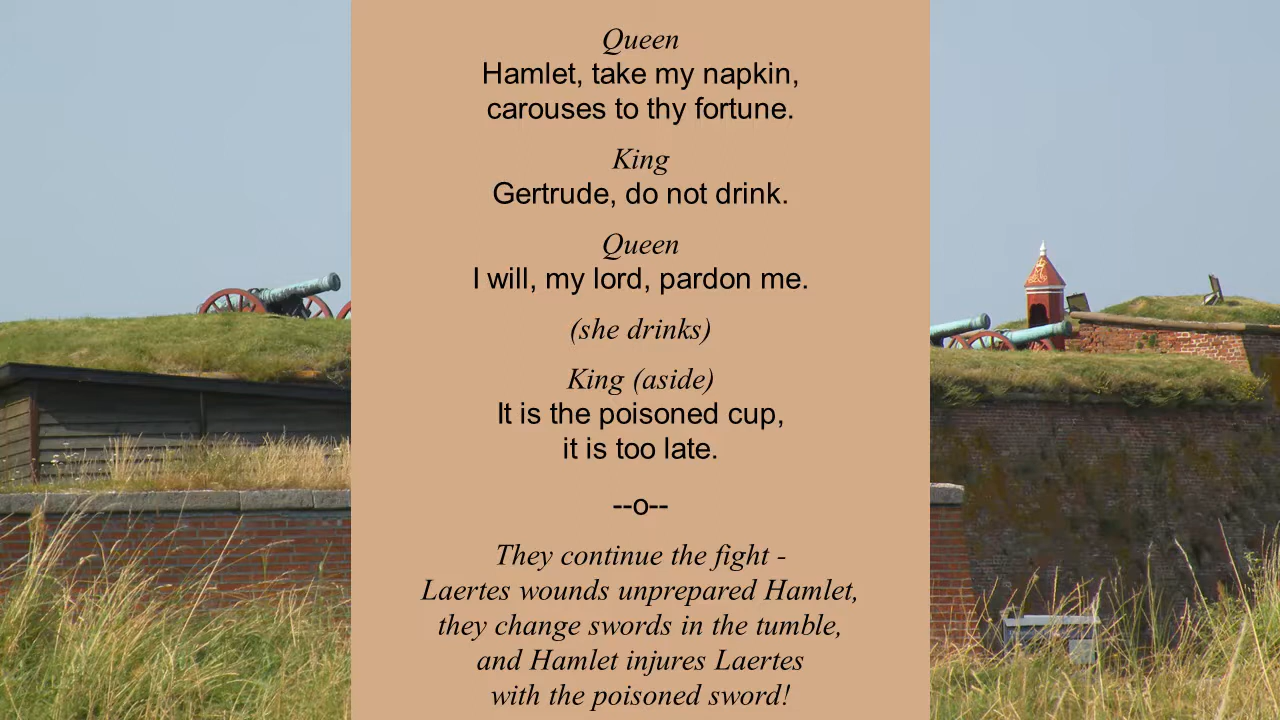 Queen
Hamlet, take my napkin,
carouses to thy fortune.
King
Gertrude, do not drink.
Queen
I will, my lord, pardon me.
(she drinks)
King (aside)
It is the poisoned cup,
it is too late.
--o--
They continue the fight -
Laertes wounds unprepared Hamlet,
they change swords in the tumble,
and Hamlet injures Laertes
with the poisoned sword!